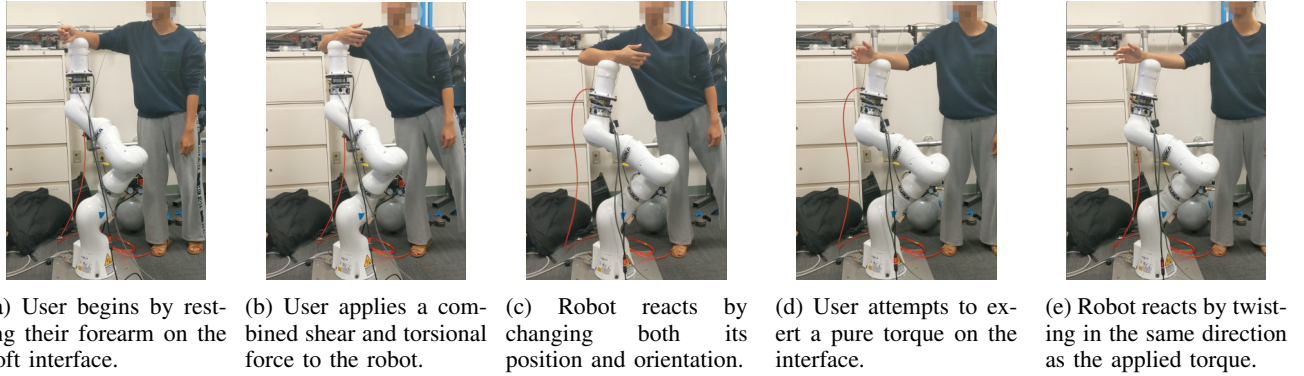 a) User begins by rest-
ng their forearm on the
oft interface.
(b) User applies a com-
bined shear and torsional
force to the robot.
(c) Robot reacts by
changing both its
position and orientation.
(d) User attempts to ex-
ert a pure torque on the
interface.
(e) Robot reacts by twist-
ing in the same direction
as the applied torque.